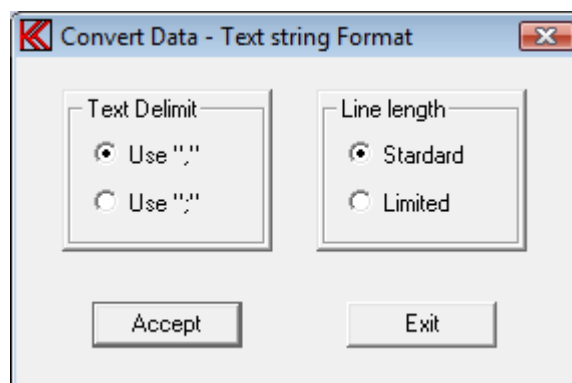 Convert Data - Text string Format
Text Delimit
Use ","
Use ";"
Line length
Stardard
Limited
Accept
Exit